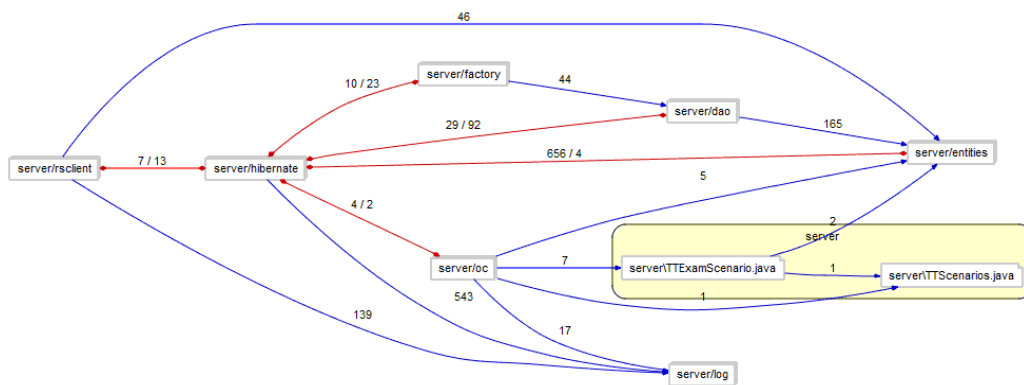 46
server/factory
10 / 23
44
server/dao
29 / 92
165
server/entities
656 / 4
7 / 13
server/rsclient
server/hibernate
5
4 / 2
2
server
server/oc
7
server\TTExamScenario.java
1
server\TTScenarios.java
543
1
139
17
server/log